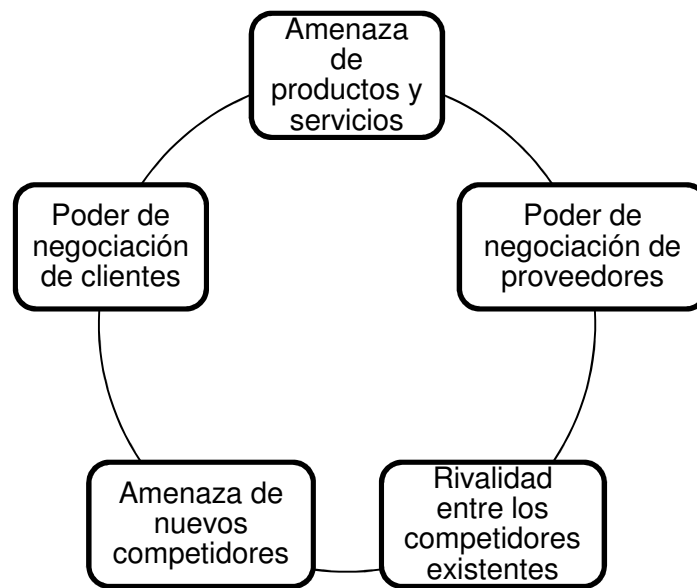 Amenaza
de
productos y
servicios
Poder de
negociación
de clientes
Poder de
negociación de
proveedores
Amenaza de
nuevos
competidores
Rivalidad
entre los
competidores
existentes